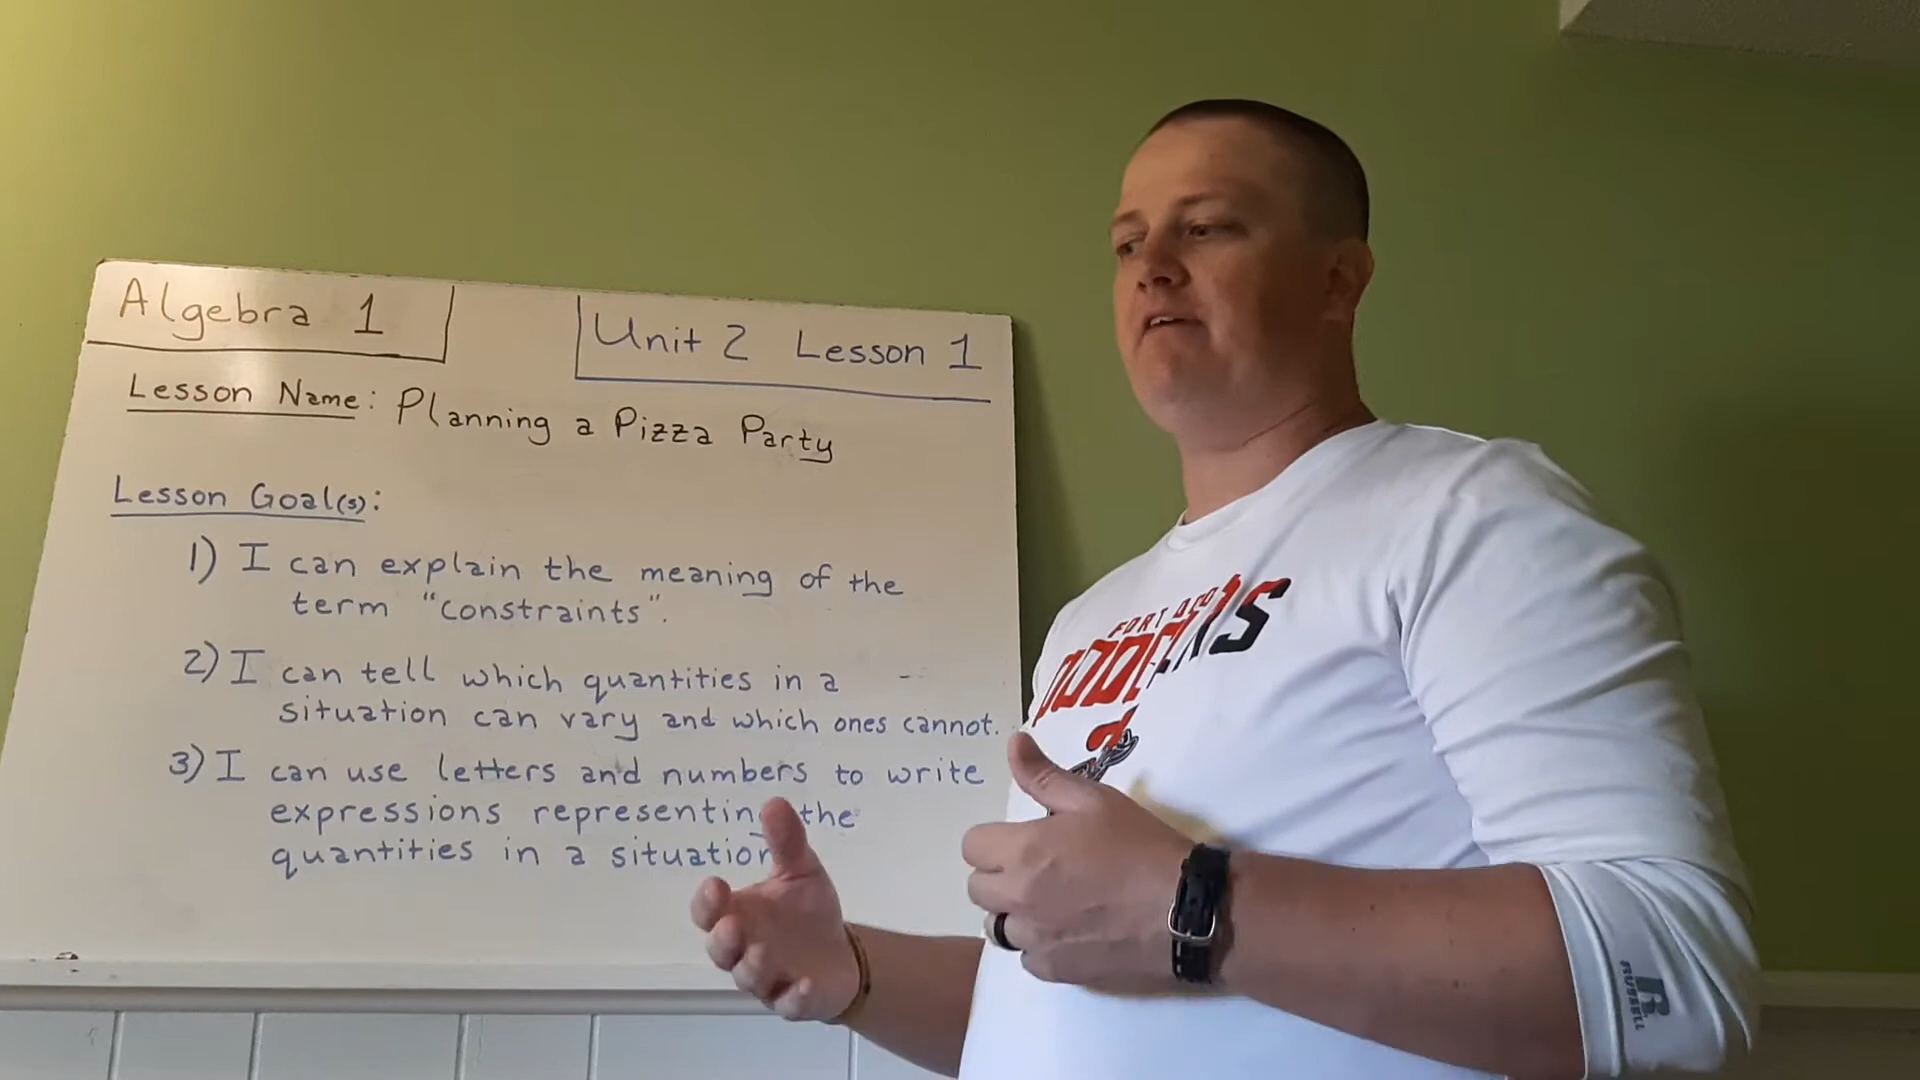 Algebra 1
Unit 2 Lesson 1
Lesson Name: Planning a Pizza Party
Lesson Goal(s):
1) I can explain the meaning of the
term "constraints".
2) I can tell which quantities in a
situation can vary and which ones cannot.
3) I can use letters and numbers to write
expressions representing the
quantities in a situation
FORT
R
RUSSELL